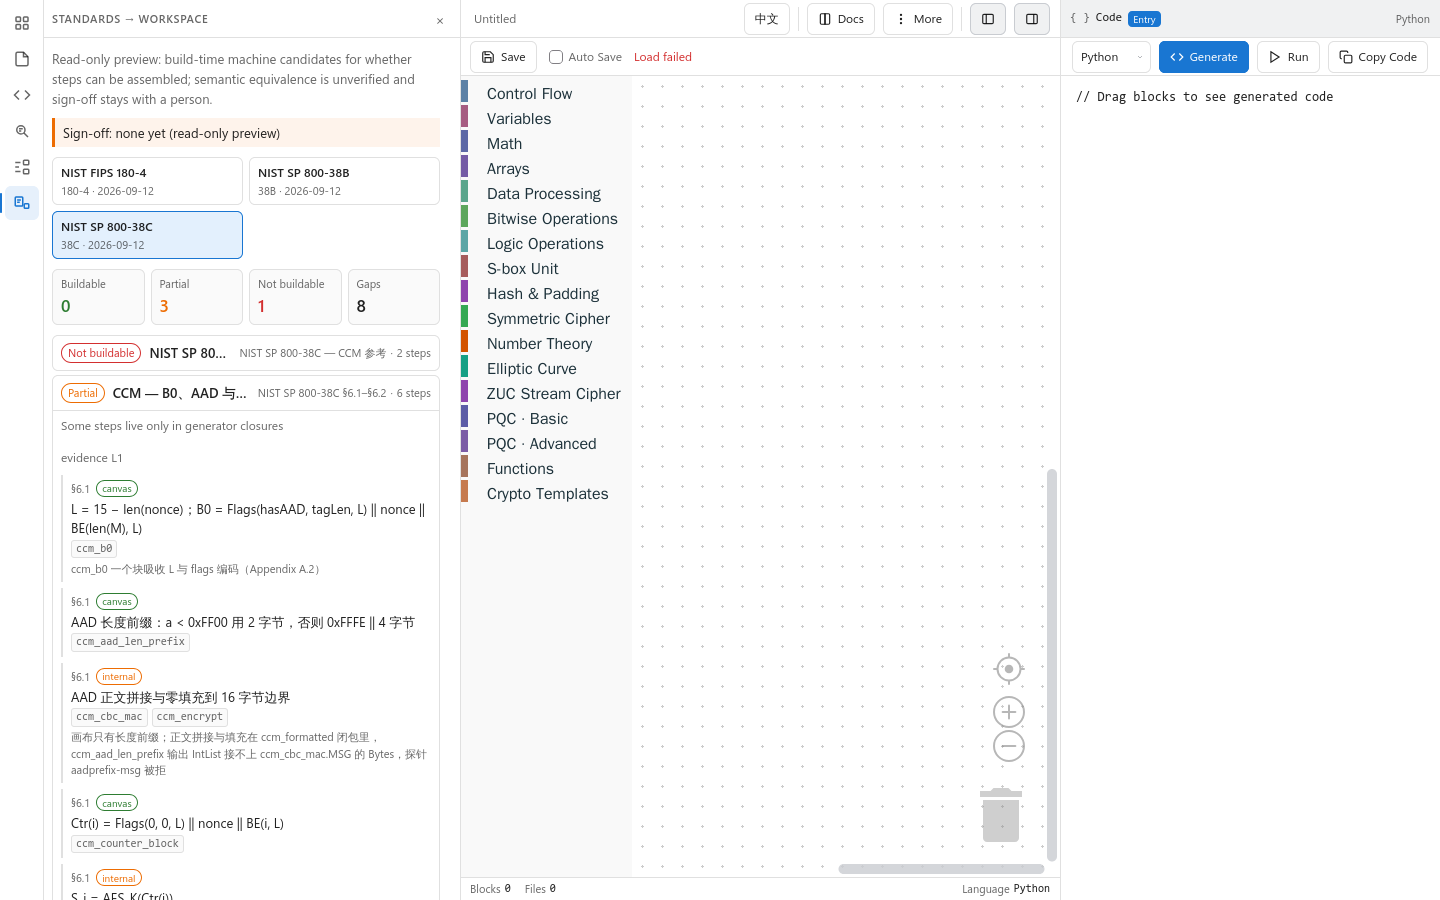 STANDARDS → WORKSPACE
×
Read-only preview: build-time machine candidates for whether
steps can be assembled; semantic equivalence is unverified and
sign-off stays with a person.
Sign-off: none yet (read-only preview)
NIST FIPS 180-4
180-4 · 2026-09-12
NIST SP 800-38B
38B · 2026-09-12
NIST SP 800-38C
38C · 2026-09-12
Buildable
0
Partial
3
Not buildable
1
Gaps
8
Not buildable NIST SP 80... NIST SP 800-38C — CCM 参考 · 2 steps
Partial CCM — B0、AAD 与... NIST SP 800-38C §6.1–§6.2 · 6 steps
Some steps live only in generator closures
evidence L1
§6.1 canvas
L = 15 − len(nonce)；B0 = Flags(hasAAD, tagLen, L) || nonce ||
BE(len(M), L)
ccm_b0
ccm_b0 一个块吸收 L 与 flags 编码（Appendix A.2）
§6.1 canvas
AAD 长度前缀：a < 0xFF00 用 2 字节，否则 0xFFFE || 4 字节
ccm_aad_len_prefix
§6.1 internal
AAD 正文拼接与零填充到 16 字节边界
ccm_cbc_mac ccm_encrypt
画布只有长度前缀；正文拼接与填充在 ccm_formatted 闭包里，
ccm_aad_len_prefix 输出 IntList 接不上 ccm_cbc_mac.MSG 的 Bytes，探针
aadprefix-msg 被拒
§6.1 canvas
Ctr(i) = Flags(0, 0, L) || nonce || BE(i, L)
ccm_counter_block
§6.1 internal
S_i = AES_K(Ctr(i))
Untitled
中文
Docs
More
Save
Auto Save
Load failed
Control Flow
Variables
Math
Arrays
Data Processing
Bitwise Operations
Logic Operations
S-box Unit
Hash & Padding
Symmetric Cipher
Number Theory
Elliptic Curve
ZUC Stream Cipher
PQC · Basic
PQC · Advanced
Functions
Crypto Templates
Blocks 0 Files 0
Language Python
{ } Code Entry
Python
Python
Generate
Run
Copy Code
// Drag blocks to see generated code